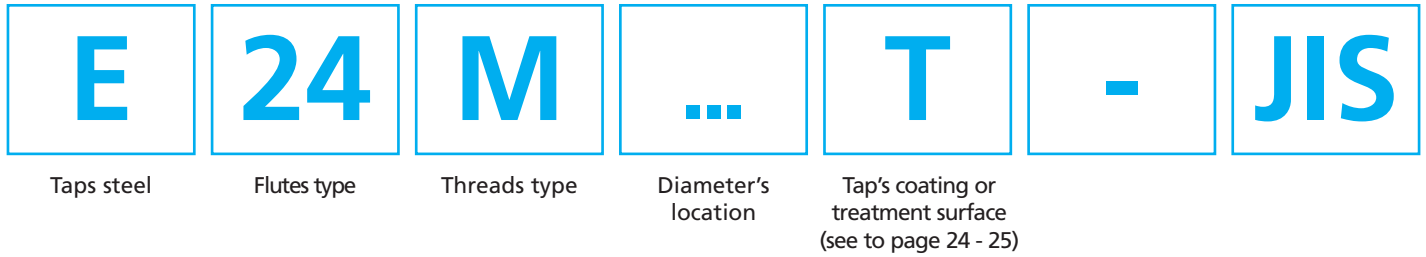 E 24 M ... T - JIS
Taps steel
Flutes type
Threads type
Diameter's
location
Tap's coating or
treatment surface
(see to page 24 - 25)